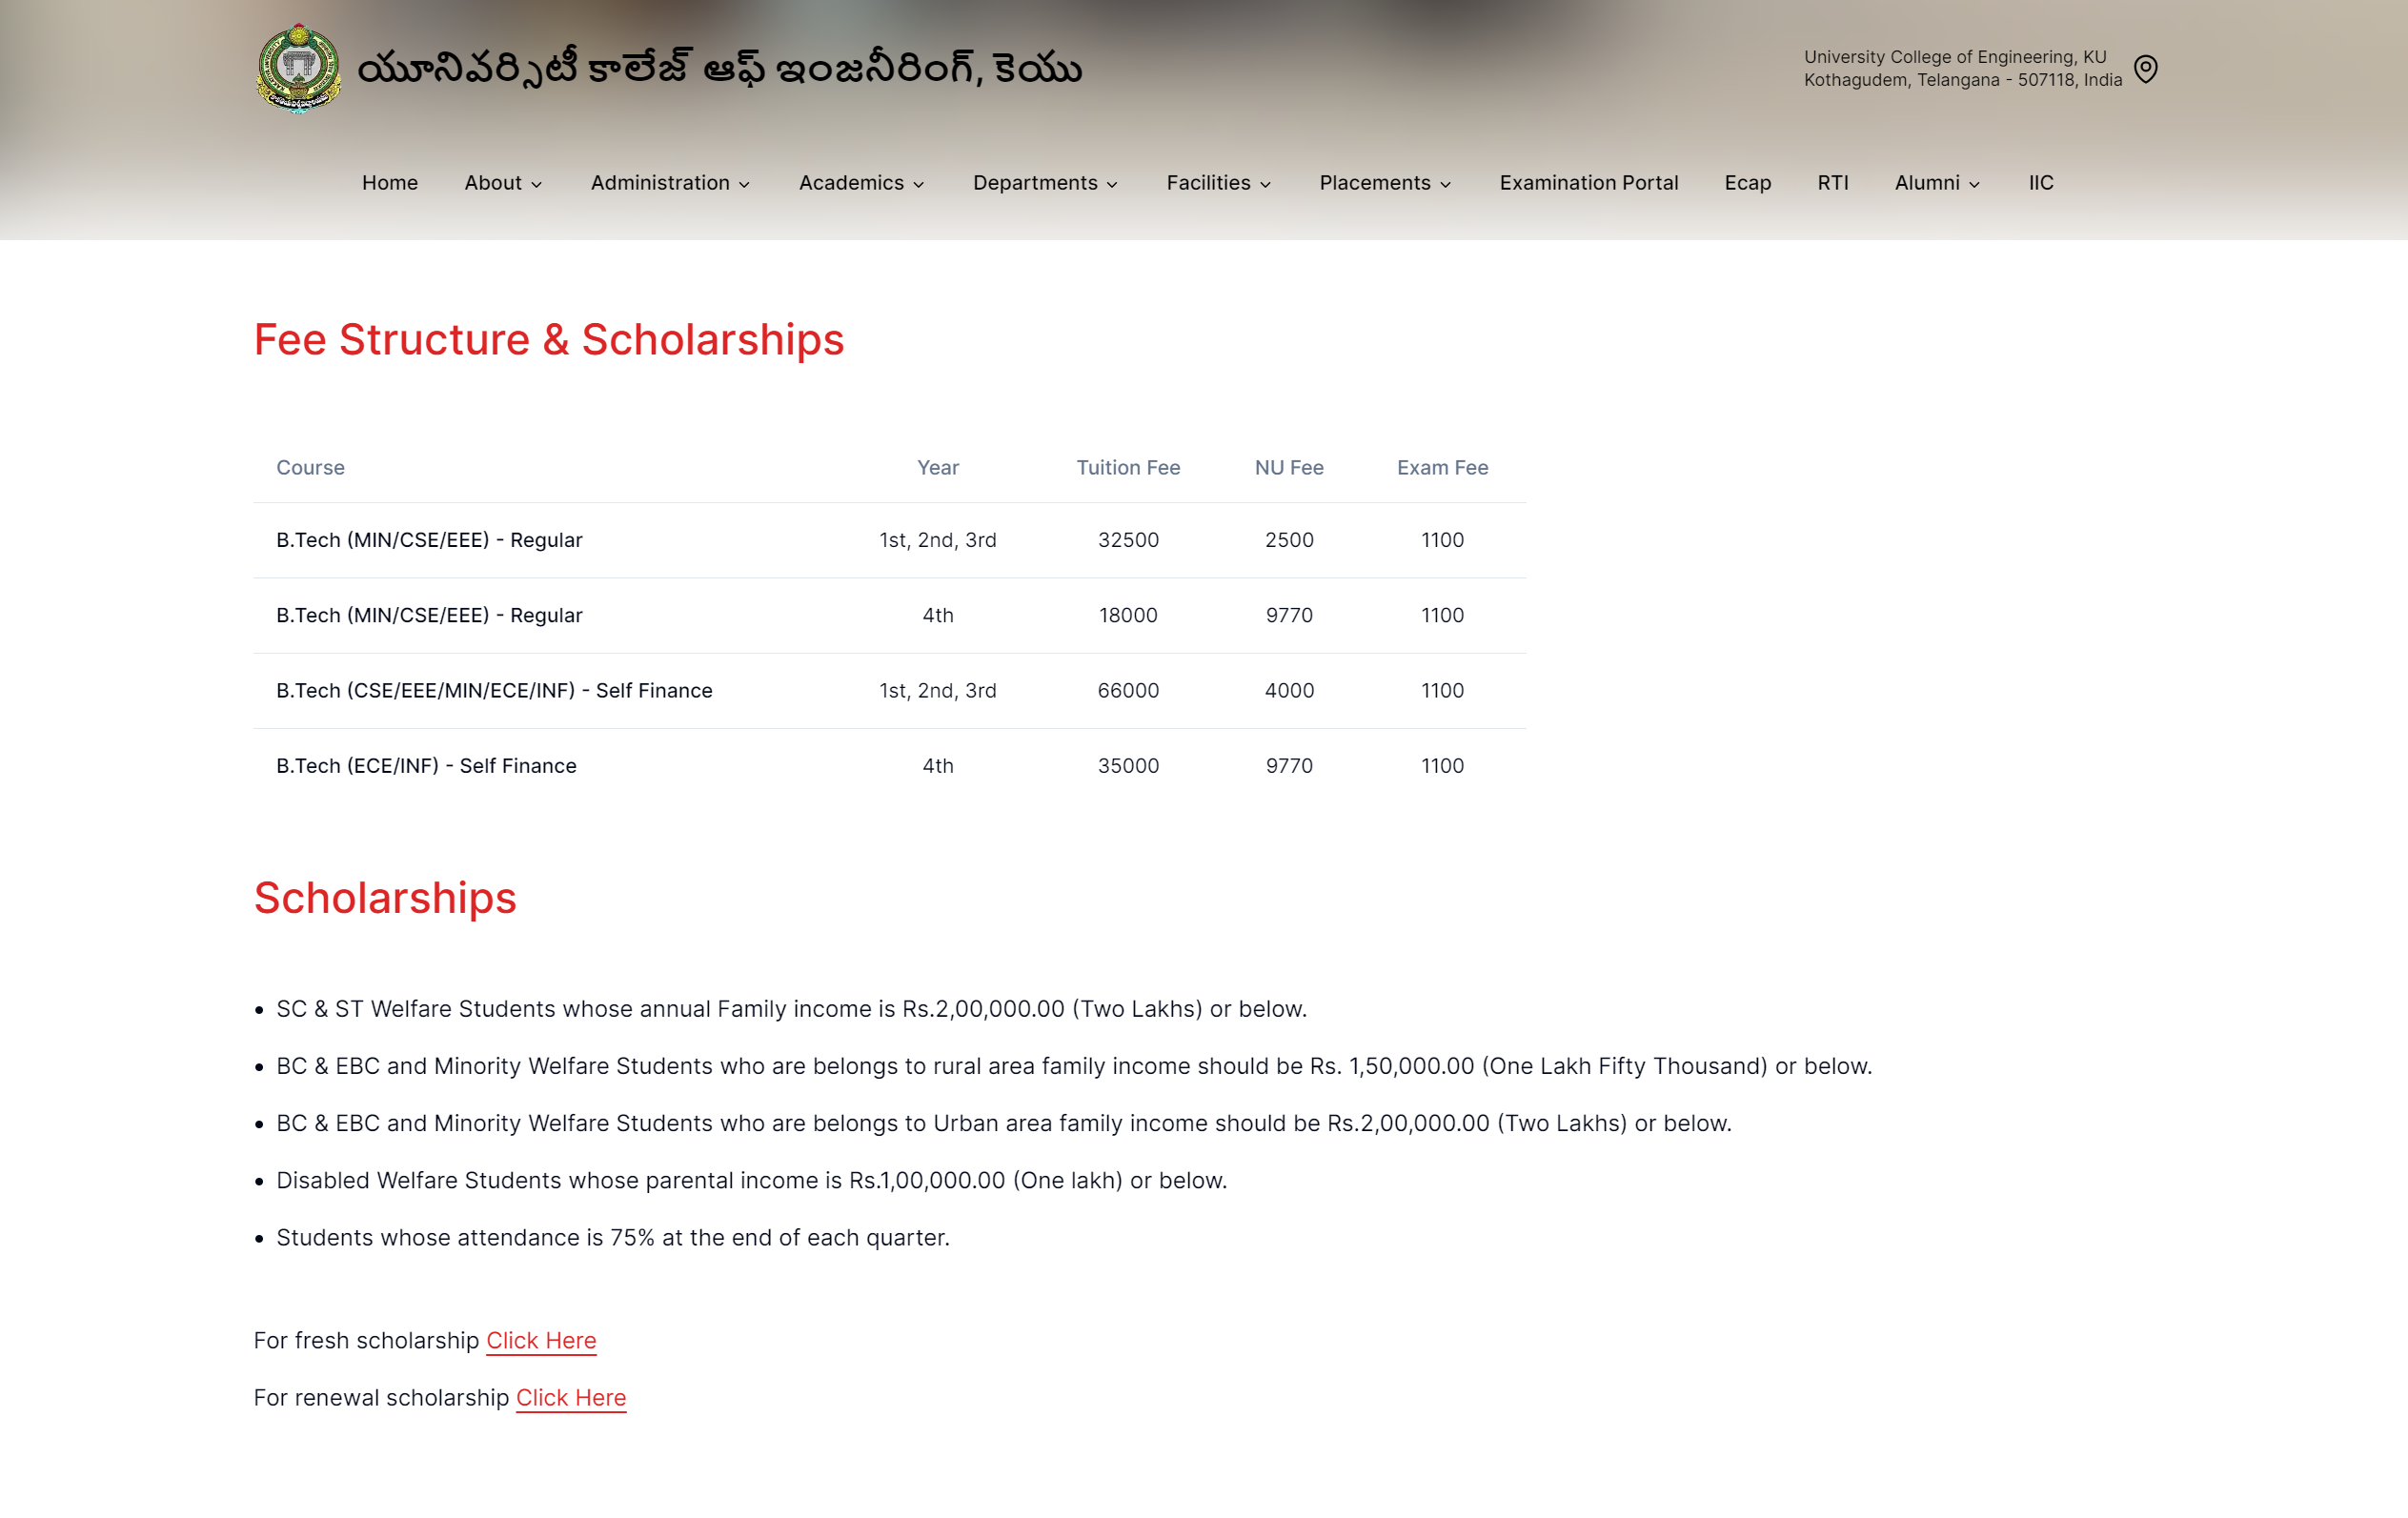 యూనివర్సిటీ కాలేజ్ ఆఫ్ ఇంజనీరింగ్, కెయు
University College of Engineering, KU
Kothagudem, Telangana - 507118, India
Home About Administration Academics Departments Facilities Placements Examination Portal Ecap RTI Alumni IIC
Fee Structure & Scholarships
Course Year Tuition Fee NU Fee Exam Fee
B.Tech (MIN/CSE/EEE) - Regular 1st, 2nd, 3rd 32500 2500 1100
B.Tech (MIN/CSE/EEE) - Regular 4th 18000 9770 1100
B.Tech (CSE/EEE/MIN/ECE/INF) - Self Finance 1st, 2nd, 3rd 66000 4000 1100
B.Tech (ECE/INF) - Self Finance 4th 35000 9770 1100
Scholarships
• SC & ST Welfare Students whose annual Family income is Rs.2,00,000.00 (Two Lakhs) or below.
• BC & EBC and Minority Welfare Students who are belongs to rural area family income should be Rs. 1,50,000.00 (One Lakh Fifty Thousand) or below.
• BC & EBC and Minority Welfare Students who are belongs to Urban area family income should be Rs.2,00,000.00 (Two Lakhs) or below.
• Disabled Welfare Students whose parental income is Rs.1,00,000.00 (One lakh) or below.
• Students whose attendance is 75% at the end of each quarter.
For fresh scholarship Click Here
For renewal scholarship Click Here